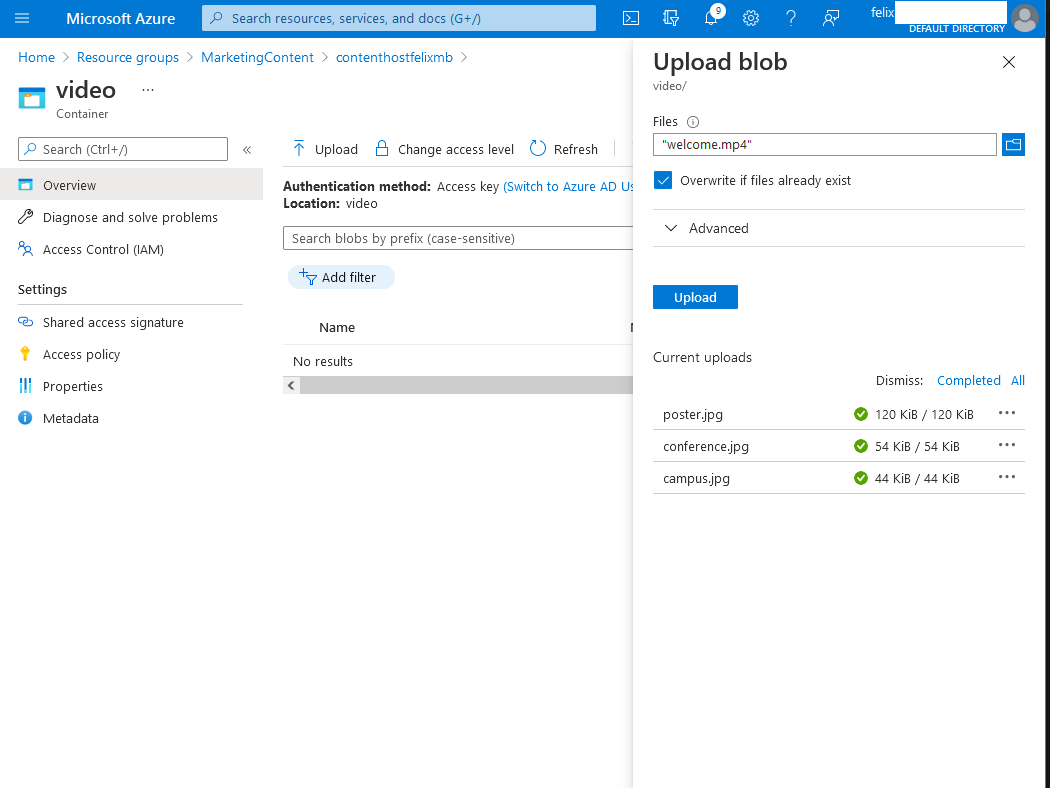 Microsoft Azure
Search resources, services, and docs (G+/)
9
felix
DEFAULT DIRECTORY
Home > Resource groups > MarketingContent > contenthostfelixmb >
video ...
Container
Search (Ctrl+/)
«
Overview
Diagnose and solve problems
Access Control (IAM)
Settings
Shared access signature
Access policy
Properties
Metadata
Upload
Change access level
Refresh
Authentication method: Access key (Switch to Azure AD Us
Location: video
Search blobs by prefix (case-sensitive)
Add filter
Name
No results
Upload blob
video/
Files
"welcome.mp4"
Overwrite if files already exist
Advanced
Upload
Current uploads
Dismiss: Completed All
poster.jpg 120 KiB / 120 KiB ...
conference.jpg 54 KiB / 54 KiB ...
campus.jpg 44 KiB / 44 KiB ...